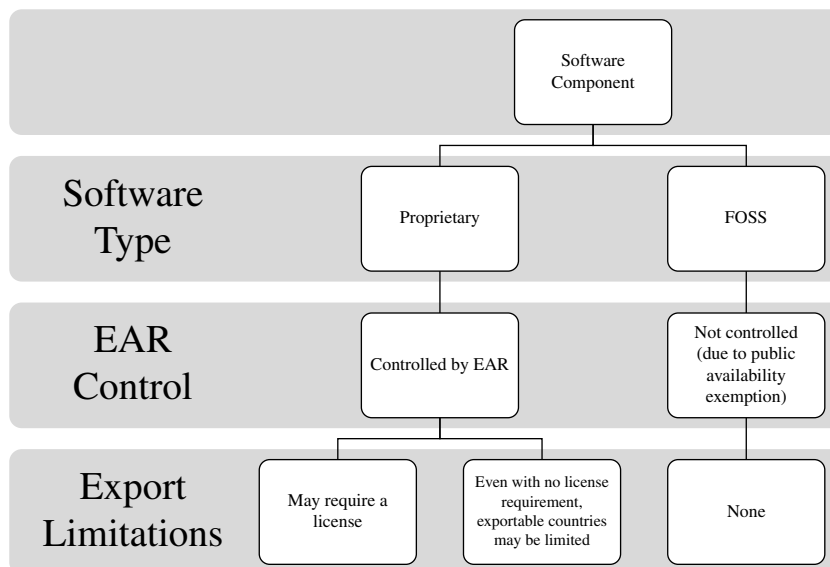 Software
Component
Software
Type
Proprietary
FOSS
EAR
Control
Controlled by EAR
Not controlled
(due to public
availability
exemption)
Export
Limitations
May require a
license
Even with no license
requirement,
exportable countries
may be limited
None